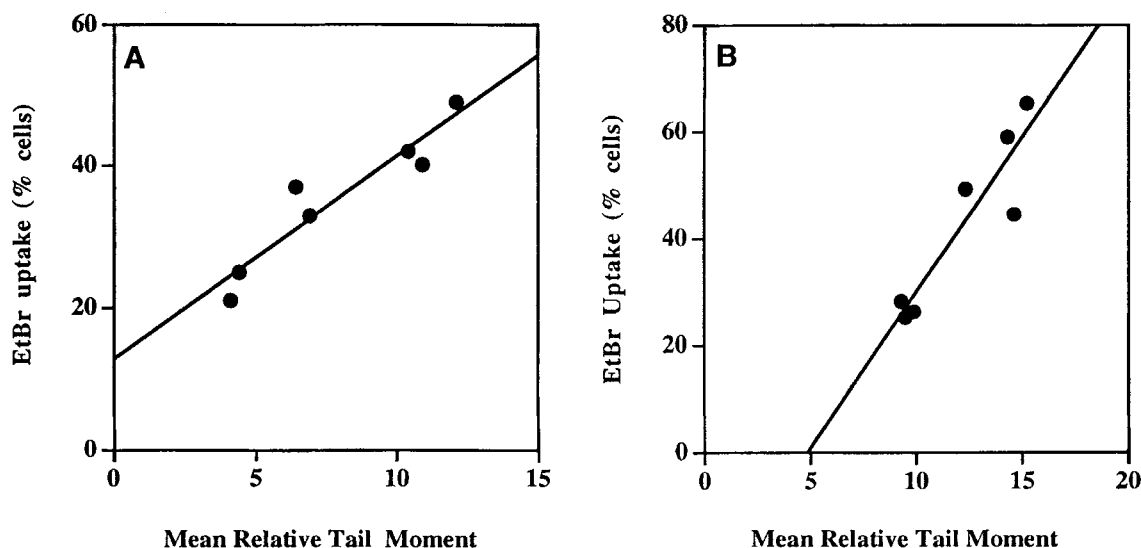 A
60
40
20
0
0 5 10 15
EtBr uptake (% cells)
Mean Relative Tail Moment
B
80
60
40
20
0
0 5 10 15 20
EtBr Uptake (% cells)
Mean Relative Tail Moment